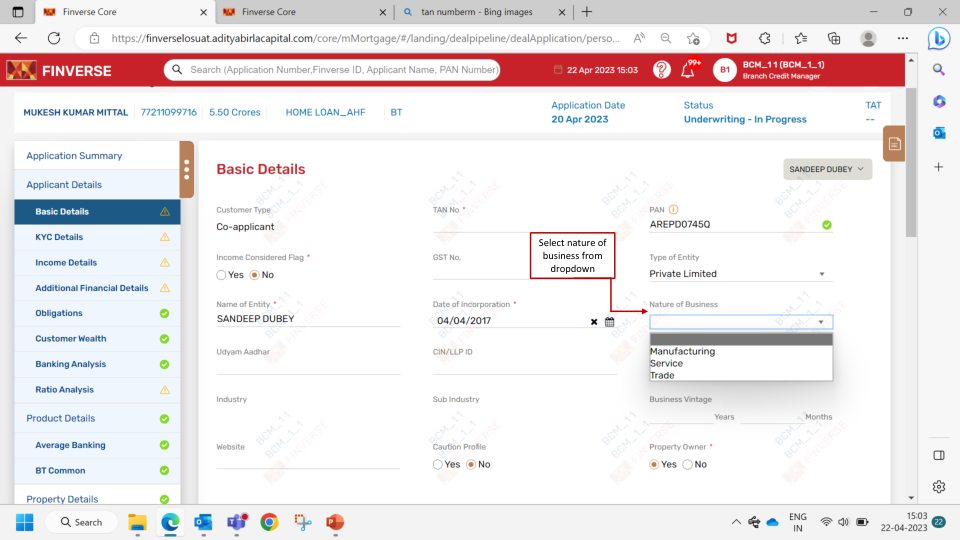 Finverse Core
Finverse Core
tan numberm - Bing images
https://finverselosuat.adityabirlacapital.com/core/mMortgage/#/landing/dealpipeline/dealApplication/perso...
FINVERSE
Search (Application Number,Finverse ID, Applicant Name, PAN Number)
22 Apr 2023 15:03
99+
B1
BCM_1 1 (BCM_1_1)
Branch Credit Manager
MUKESH KUMAR MITTAL 77211099716 5.50 Crores HOME LOAN_AHF BT
Application Date
20 Apr 2023
Status
Underwriting - In Progress
TAT
--
Application Summary
Applicant Details
Basic Details
KYC Details
Income Details
Additional Financial Details
Obligations
Customer Wealth
Banking Analysis
Ratio Analysis
Product Details
Average Banking
BT Common
Property Details
Basic Details
SANDEEP DUBEY
Customer Type
Co-applicant
TAN No *
PAN
AREPD0745Q
Income Considered Flag *
Yes No
GST No.
Select nature of
business from
dropdown
Type of Entity
Private Limited
Name of Entity *
SANDEEP DUBEY
Date of Incorporation *
04/04/2017
Nature of Business
Manufacturing
Service
Trade
Udyam Aadhar
CIN/LLP ID
Industry
Sub Industry
Business Vintage
Years Months
Website
Caution Profile
Yes No
Property Owner *
Yes No
Search
ENG
IN
15:03
22-04-2023
22